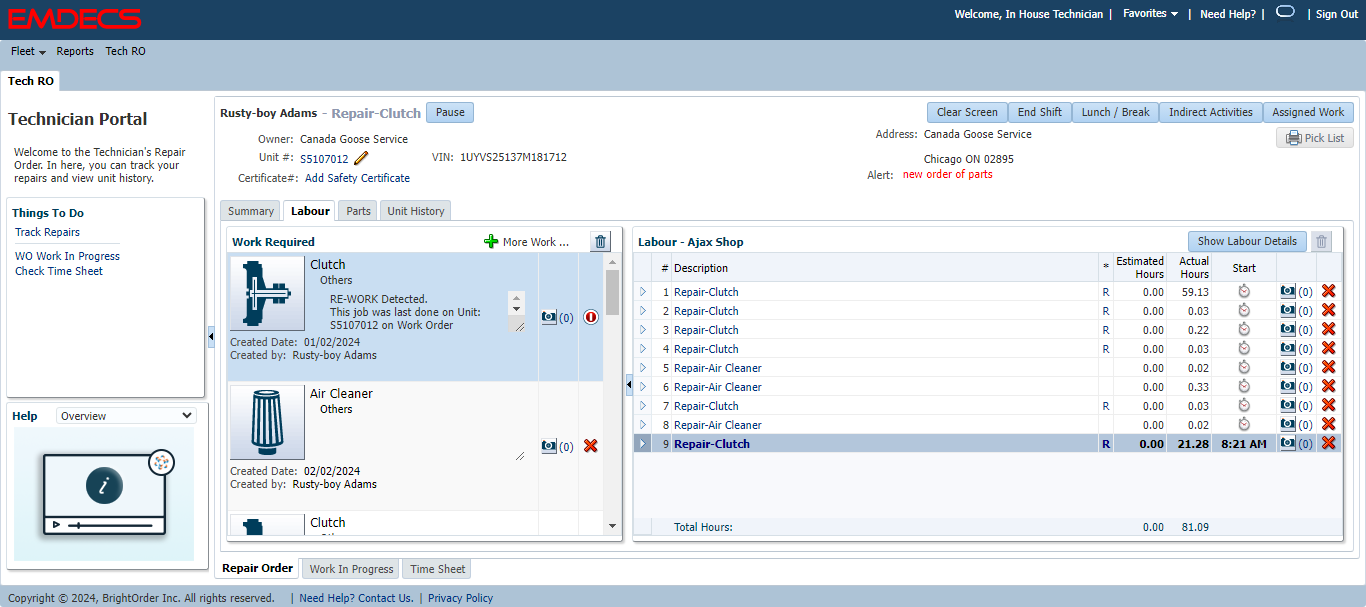 EMDECS
Welcome, In House Technician | Favorites | Need Help? | | Sign Out
Fleet Reports Tech RO
Tech RO
Technician Portal
Welcome to the Technician's Repair
Order. In here, you can track your
repairs and view unit history.
Things To Do
Track Repairs
WO Work In Progress
Check Time Sheet
Help Overview
Rusty-boy Adams - Repair-Clutch Pause
Clear Screen End Shift Lunch / Break Indirect Activities Assigned Work
Owner: Canada Goose Service
Address: Canada Goose Service
Pick List
Unit #: S5107012 VIN: 1UYVS25137M181712
Chicago ON 02895
Certificate#: Add Safety Certificate
Alert: new order of parts
Summary Labour Parts Unit History
Work Required More Work ...
Clutch
Others
RE-WORK Detected.
This job was last done on Unit:
S5107012 on Work Order
(0)
Created Date: 01/02/2024
Created by: Rusty-boy Adams
Air Cleaner
Others
(0)
Created Date: 02/02/2024
Created by: Rusty-boy Adams
Clutch
Labour - Ajax Shop Show Labour Details
# Description * Estimated Hours Actual Hours Start
1 Repair-Clutch R 0.00 59.13 (0)
2 Repair-Clutch R 0.00 0.03 (0)
3 Repair-Clutch R 0.00 0.22 (0)
4 Repair-Clutch R 0.00 0.03 (0)
5 Repair-Air Cleaner 0.00 0.02 (0)
6 Repair-Air Cleaner 0.00 0.33 (0)
7 Repair-Clutch R 0.00 0.03 (0)
8 Repair-Air Cleaner 0.00 0.02 (0)
9 Repair-Clutch R 0.00 21.28 8:21 AM (0)
Total Hours: 0.00 81.09
Repair Order Work In Progress Time Sheet
Copyright © 2024, BrightOrder Inc. All rights reserved. | Need Help? Contact Us. | Privacy Policy